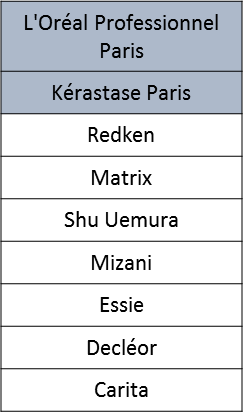 L'Oréal Professionnel
Paris
Kérastase Paris
Redken
Matrix
Shu Uemura
Mizani
Essie
Decléor
Carita